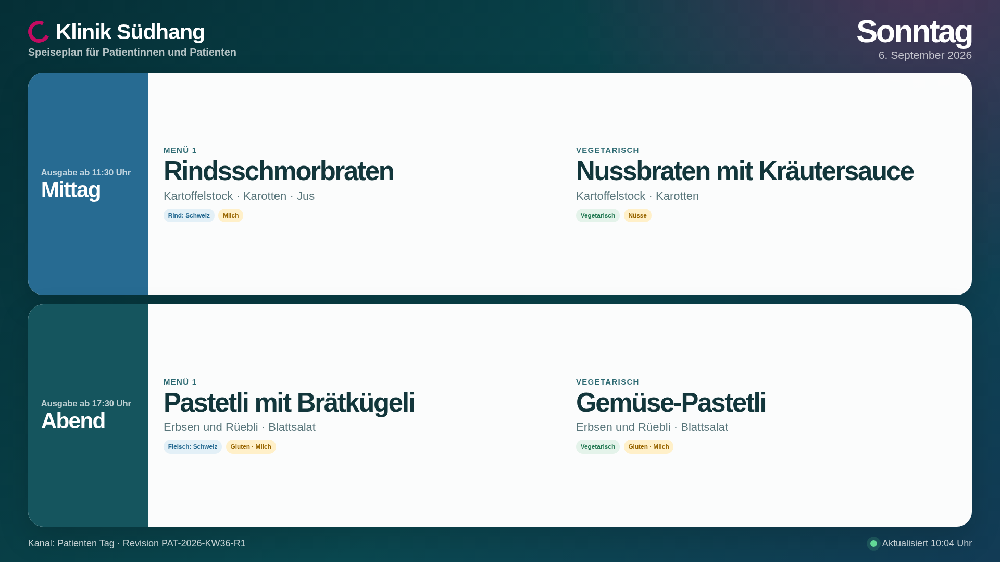 Klinik Südhang
Speiseplan für Patientinnen und Patienten
Sonntag
6. September 2026
Ausgabe ab 11:30 Uhr
Mittag
MENÜ 1
Rindsschmorbraten
Kartoffelstock · Karotten · Jus
Rind: Schweiz
Milch
VEGETARISCH
Nussbraten mit Kräutersauce
Kartoffelstock · Karotten
Vegetarisch
Nüsse
Ausgabe ab 17:30 Uhr
Abend
MENÜ 1
Pastetli mit Brätkügeli
Erbsen und Rüebli · Blattsalat
Fleisch: Schweiz
Gluten · Milch
VEGETARISCH
Gemüse-Pastetli
Erbsen und Rüebli · Blattsalat
Vegetarisch
Gluten · Milch
Kanal: Patienten Tag · Revision PAT-2026-KW36-R1
Aktualisiert 10:04 Uhr